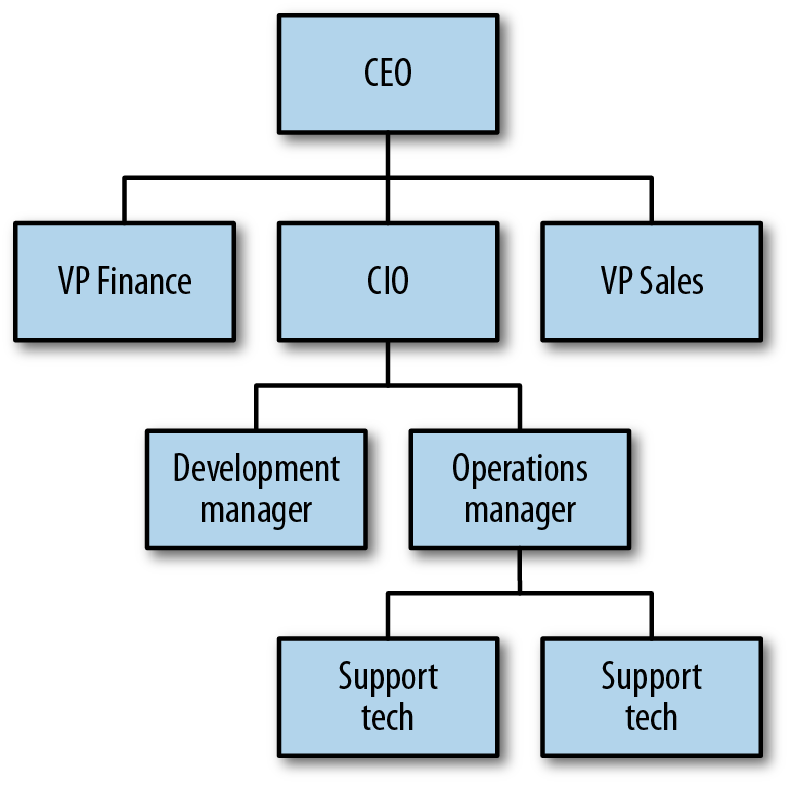 CEO
VP Finance
CIO
VP Sales
Development
manager
Operations
manager
Support
tech
Support
tech